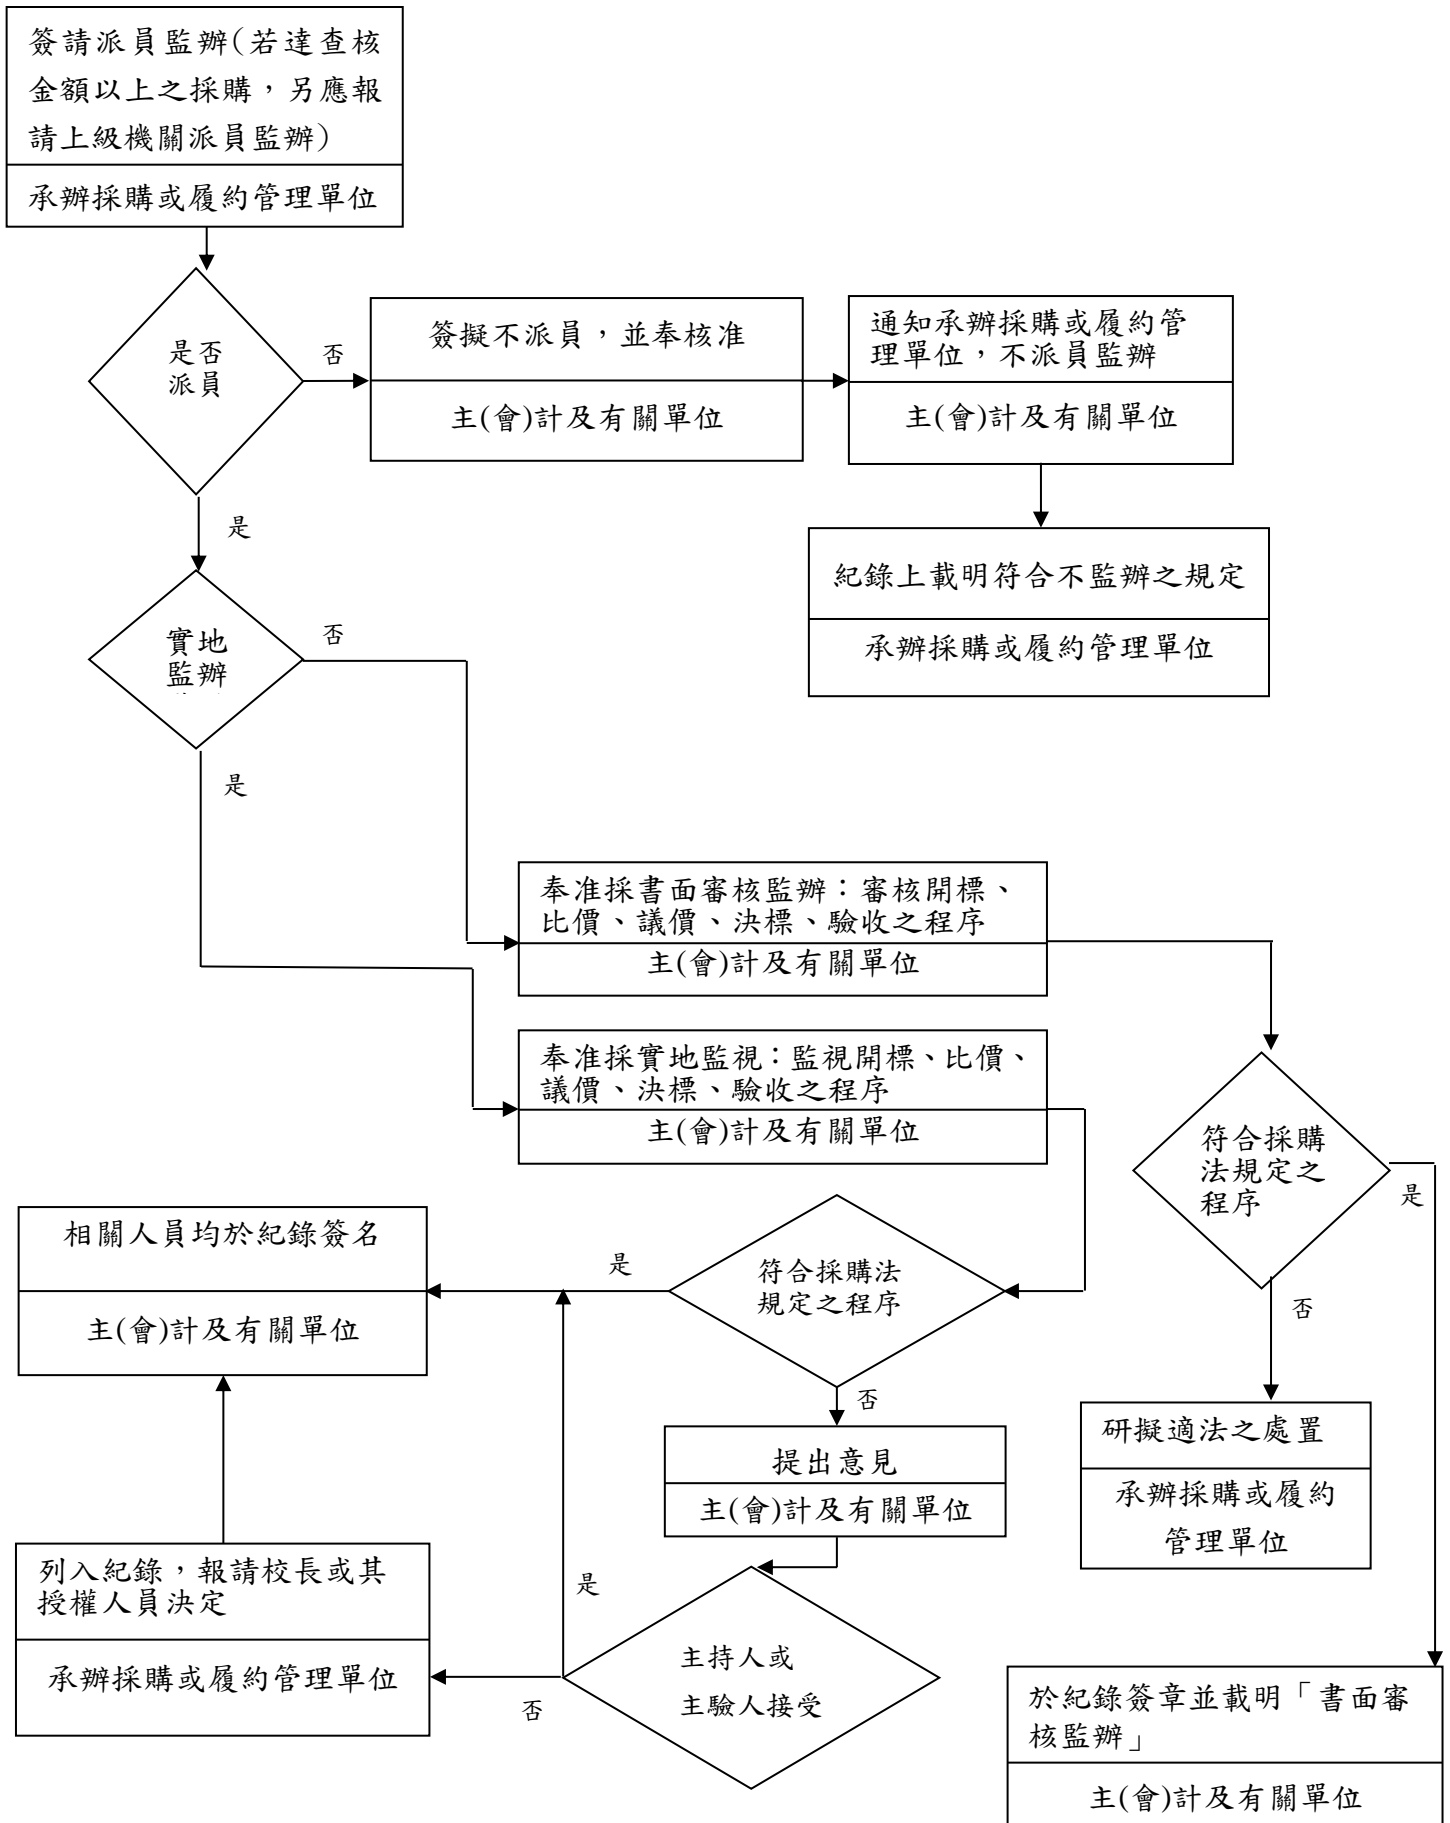 簽請派員監辦(若達查核
金額以上之採購，另應報
請上級機關派員監辦)
承辦採購或履約管理單位
是否
派員
否
簽擬不派員，並奉核准
主(會)計及有關單位
通知承辦採購或履約管
理單位，不派員監辦
主(會)計及有關單位
是
紀錄上載明符合不監辦之規定
承辦採購或履約管理單位
實地
監辦
否
是
奉准採書面審核監辦：審核開標、
比價、議價、決標、驗收之程序
主(會)計及有關單位
奉准採實地監視：監視開標、比價、
議價、決標、驗收之程序
主(會)計及有關單位
符合採購
法規定之
程序
是
否
相關人員均於紀錄簽名
主(會)計及有關單位
是
符合採購法
規定之程序
否
提出意見
主(會)計及有關單位
研擬適法之處置
承辦採購或履約
管理單位
列入紀錄，報請校長或其
授權人員決定
承辦採購或履約管理單位
是
否
主持人或
主驗人接受
於紀錄簽章並載明「書面審
核監辦」
主(會)計及有關單位